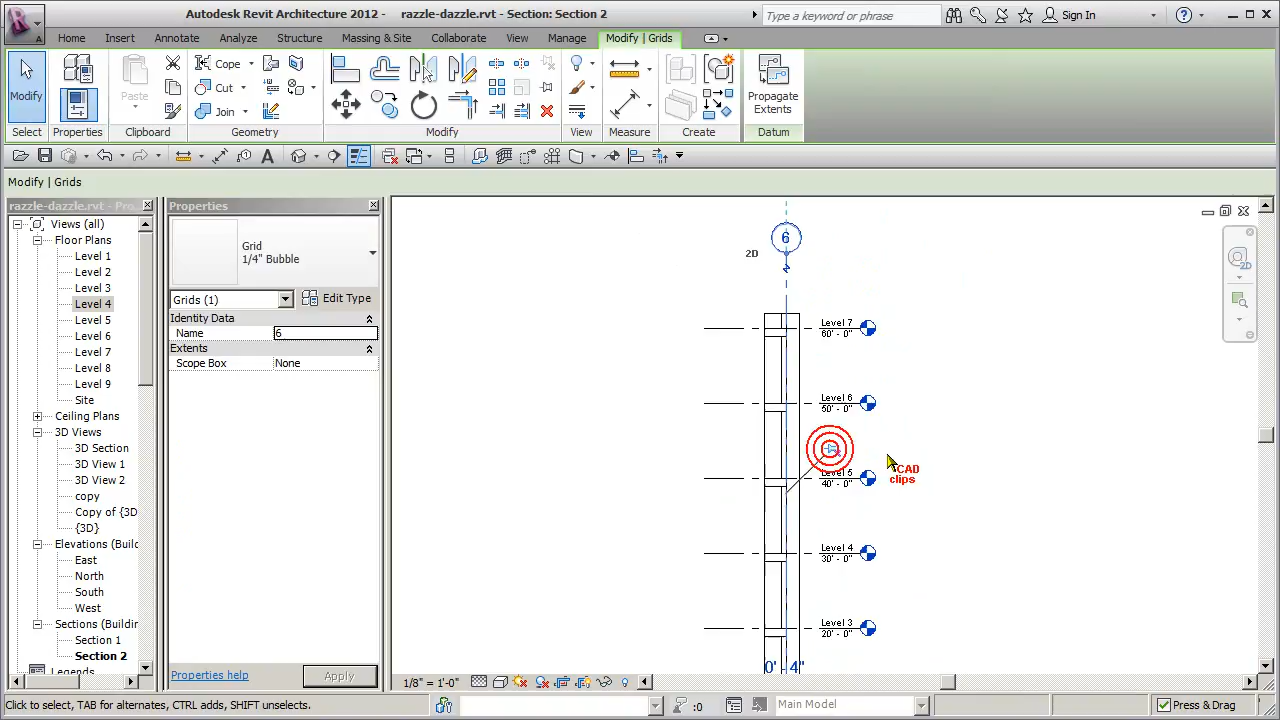 Autodesk Revit Architecture 2012 - razzle-dazzle.rvt - Section: Section 2
Type a keyword or phrase
Sign In
Home Insert Annotate Analyze Structure Massing & Site Collaborate View Manage Modify | Grids
Modify
Paste
Cope
Cut
Join
Propagate
Extents
Select Properties Clipboard Geometry Modify View Measure Create Datum
Modify | Grids
razzle-dazzle.rvt - Pro...
Views (all)
Floor Plans
Level 1
Level 2
Level 3
Level 4
Level 5
Level 6
Level 7
Level 8
Level 9
Site
Ceiling Plans
3D Views
3D Section
3D View 1
3D View 2
copy
Copy of {3D
{3D}
Elevations (Builc
East
North
South
West
Sections (Building
Section 1
Section 2
Legends
Properties
Grid
1/4" Bubble
Grids (1)
Edit Type
Identity Data
Name 6
Extents
Scope Box None
Properties help
Apply
6
2D
Level 7
60' - 0"
Level 6
50' - 0"
CAD
clips
Level 5
40' - 0"
Level 4
30' - 0"
Level 3
20' - 0"
0' - 4"
2D
1/8" = 1'-0"
Click to select, TAB for alternates, CTRL adds, SHIFT unselects.
:0
Main Model
Press & Drag